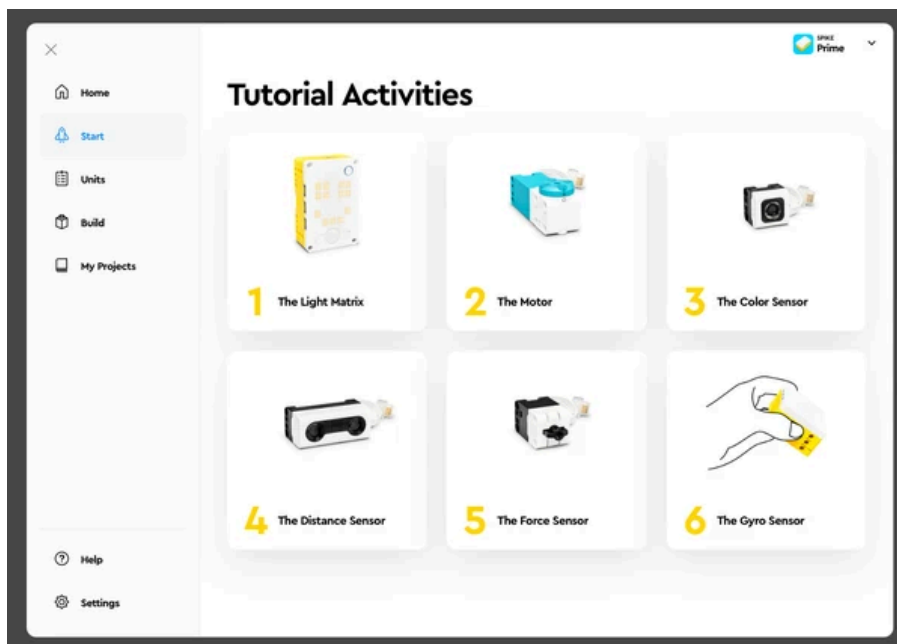 SPIKE
Prime
Home
Start
Units
Build
My Projects
Help
Settings
Tutorial Activities
1 The Light Matrix
2 The Motor
3 The Color Sensor
4 The Distance Sensor
5 The Force Sensor
6 The Gyro Sensor